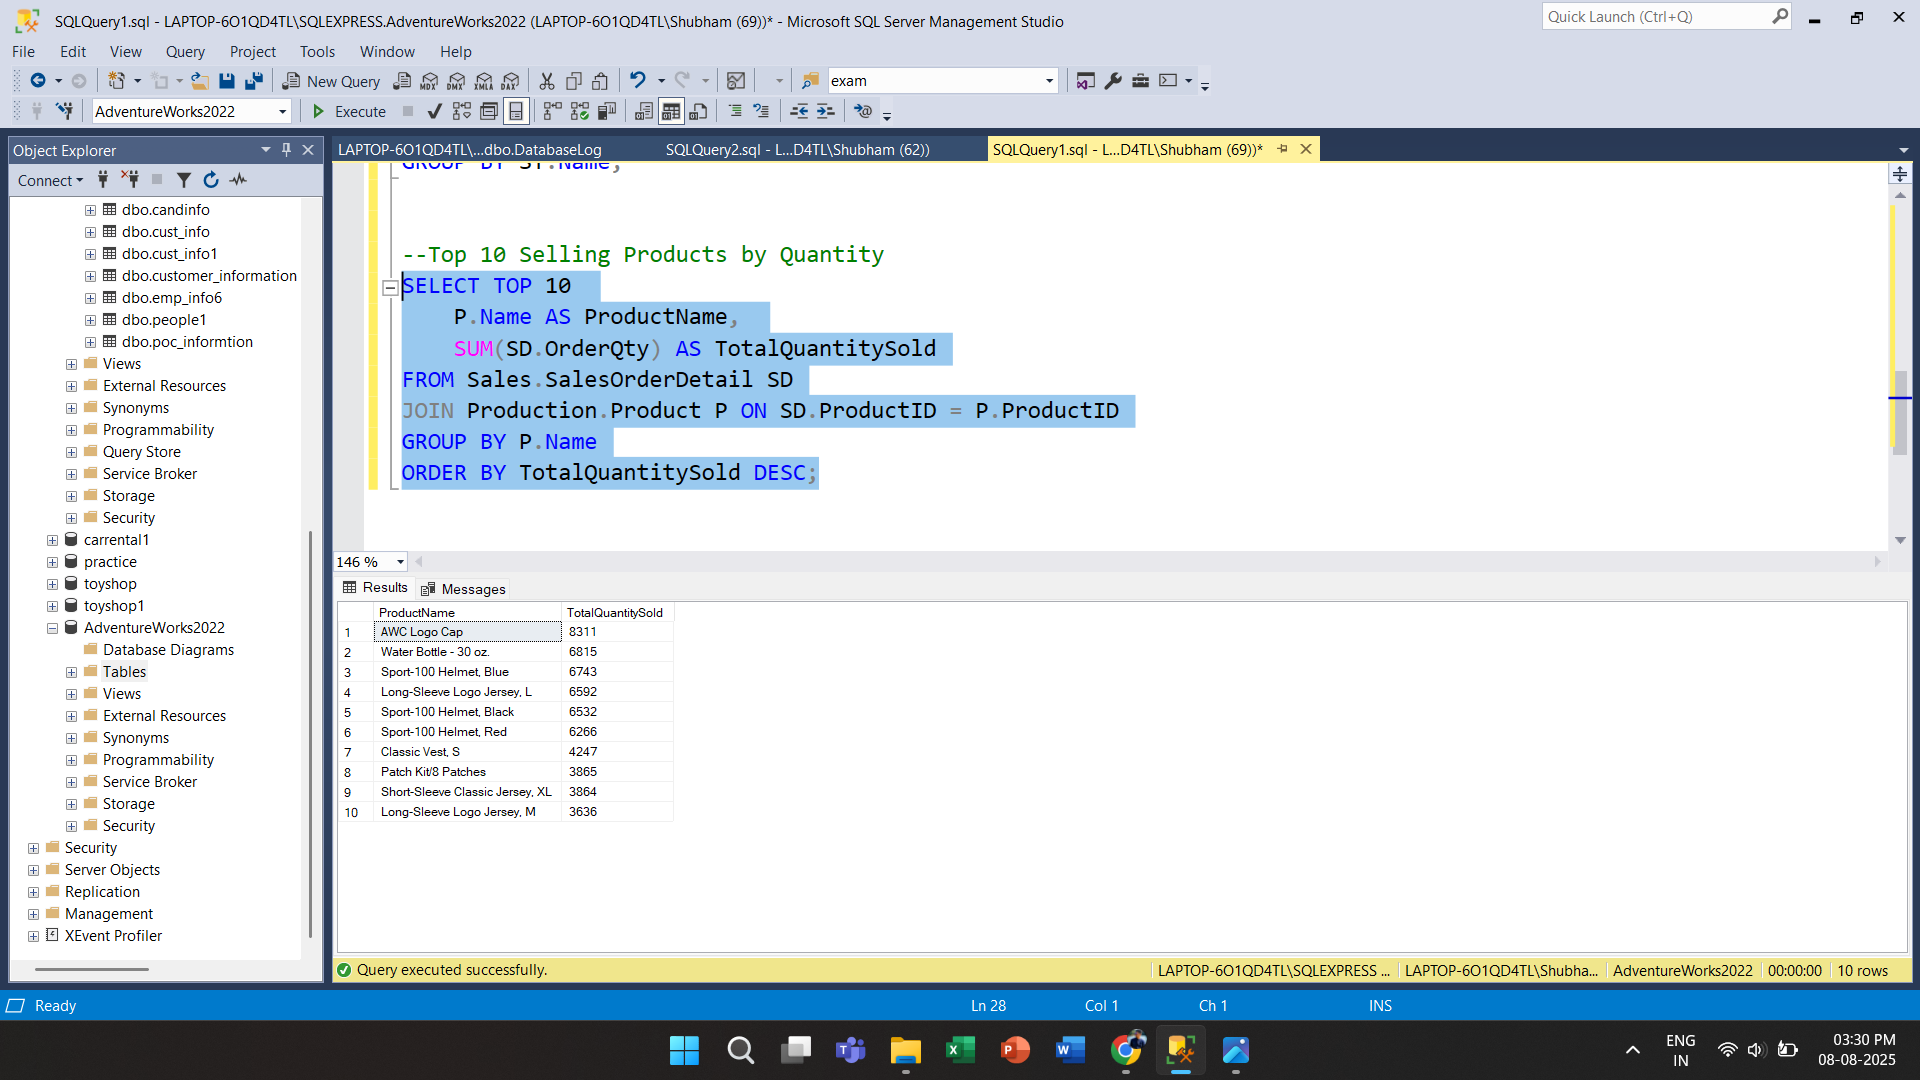 SQLQuery1.sql - LAPTOP-6O1QD4TL\SQLEXPRESS.AdventureWorks2022 (LAPTOP-6O1QD4TL\Shubham (69))* - Microsoft SQL Server Management Studio
Quick Launch (Ctrl+Q)
File Edit View Query Project Tools Window Help
New Query
MDX DMX XMLA DAX
exam
AdventureWorks2022
Execute
Object Explorer
LAPTOP-6O1QD4TL\...dbo.DatabaseLog
SQLQuery2.sql - L...D4TL\Shubham (62))
SQLQuery1.sql - L...D4TL\Shubham (69))*
Connect
dbo.candinfo
dbo.cust_info
dbo.cust_info1
dbo.customer_information
dbo.emp_info6
dbo.people1
dbo.poc_informtion
Views
External Resources
Synonyms
Programmability
Query Store
Service Broker
Storage
Security
carrental1
practice
toyshop
toyshop1
AdventureWorks2022
Database Diagrams
Tables
Views
External Resources
Synonyms
Programmability
Service Broker
Storage
Security
Security
Server Objects
Replication
Management
XEvent Profiler
GROUP BY ST.Name;
--Top 10 Selling Products by Quantity
SELECT TOP 10
P.Name AS ProductName,
SUM(SD.OrderQty) AS TotalQuantitySold
FROM Sales.SalesOrderDetail SD
JOIN Production.Product P ON SD.ProductID = P.ProductID
GROUP BY P.Name
ORDER BY TotalQuantitySold DESC;
146 %
Results Messages
ProductName TotalQuantitySold
1 AWC Logo Cap 8311
2 Water Bottle - 30 oz. 6815
3 Sport-100 Helmet, Blue 6743
4 Long-Sleeve Logo Jersey, L 6592
5 Sport-100 Helmet, Black 6532
6 Sport-100 Helmet, Red 6266
7 Classic Vest, S 4247
8 Patch Kit/8 Patches 3865
9 Short-Sleeve Classic Jersey, XL 3864
10 Long-Sleeve Logo Jersey, M 3636
Query executed successfully.
LAPTOP-6O1QD4TL\SQLEXPRESS ... LAPTOP-6O1QD4TL\Shubha... AdventureWorks2022 00:00:00 10 rows
Ready
Ln 28 Col 1 Ch 1 INS
ENG
IN
03:30 PM
08-08-2025